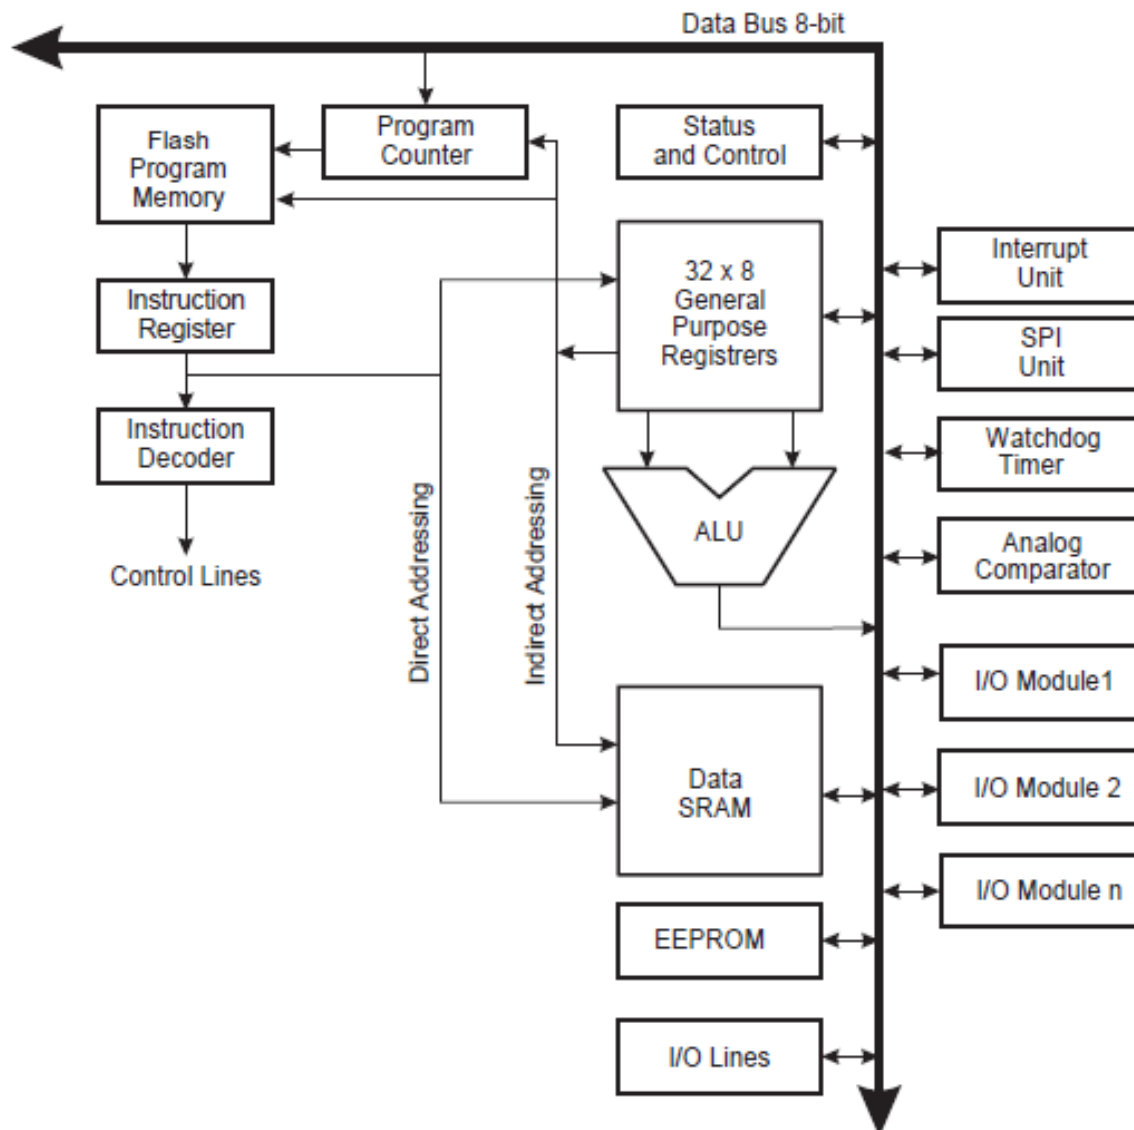 Data Bus 8-bit
Flash
Program
Memory
Program
Counter
Status
and Control
Instruction
Register
32 x 8
General
Purpose
Registrers
Interrupt
Unit
SPI
Unit
Instruction
Decoder
Watchdog
Timer
Control Lines
Direct Addressing
Indirect Addressing
ALU
Analog
Comparator
I/O Module1
Data
SRAM
I/O Module 2
I/O Module n
EEPROM
I/O Lines